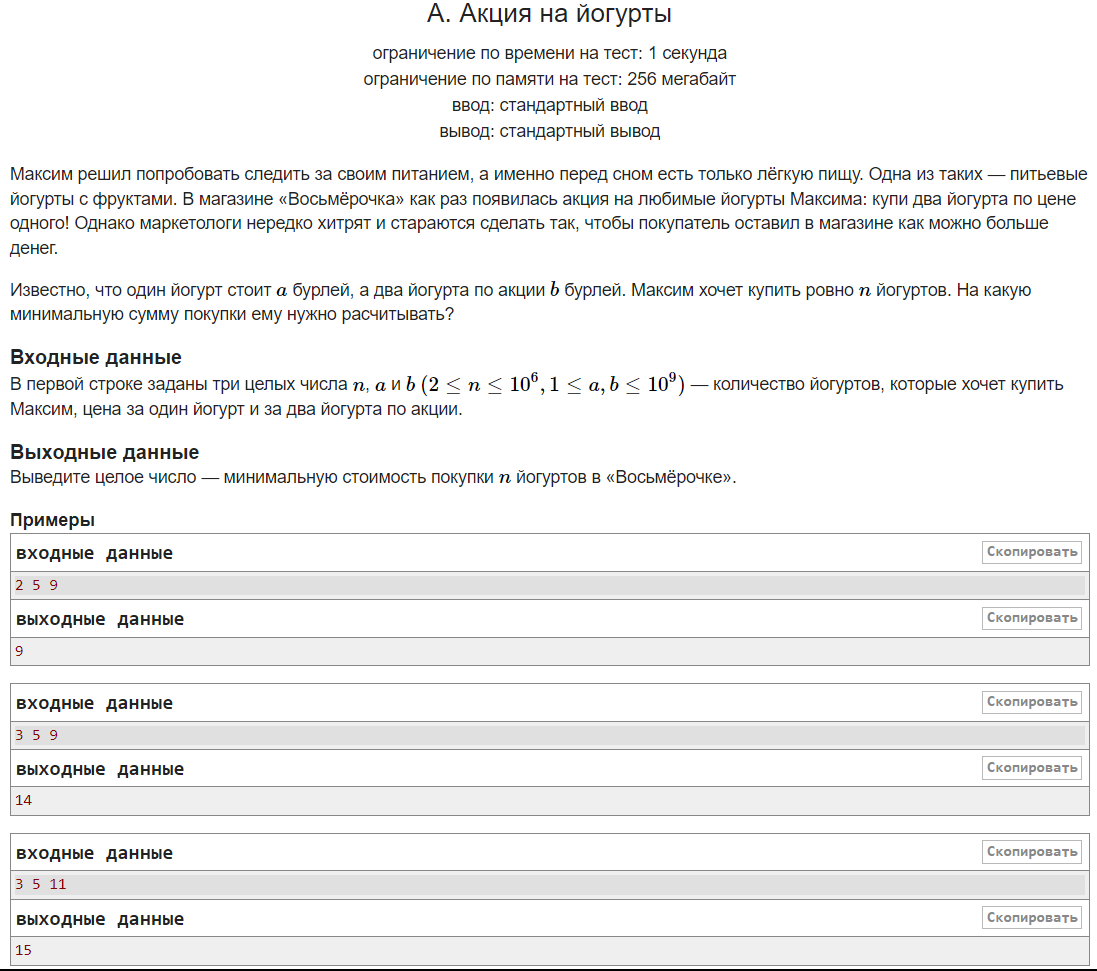 А. Акция на йогурты
ограничение по времени на тест: 1 секунда
ограничение по памяти на тест: 256 мегабайт
ввод: стандартный ввод
вывод: стандартный вывод
Максим решил попробовать следить за своим питанием, а именно перед сном есть только лёгкую пищу. Одна из таких — питьевые
йогурты с фруктами. В магазине «Восьмёрочка» как раз появилась акция на любимые йогурты Максима: купи два йогурта по цене
одного! Однако маркетологи нередко хитрят и стараются сделать так, чтобы покупатель оставил в магазине как можно больше
денег.
Известно, что один йогурт стоит a бурлей, а два йогурта по акции b бурлей. Максим хочет купить ровно n йогуртов. На какую
минимальную сумму покупки ему нужно расчитывать?
Входные данные
В первой строке заданы три целых числа n, a и b (2 ≤ n ≤ 10⁶, 1 ≤ a, b ≤ 10⁹) — количество йогуртов, которые хочет купить
Максим, цена за один йогурт и за два йогурта по акции.
Выходные данные
Выведите целое число — минимальную стоимость покупки n йогуртов в «Восьмёрочке».
Примеры
входные данные Скопировать
2 5 9
выходные данные Скопировать
9
входные данные Скопировать
3 5 9
выходные данные Скопировать
14
входные данные Скопировать
3 5 11
выходные данные Скопировать
15